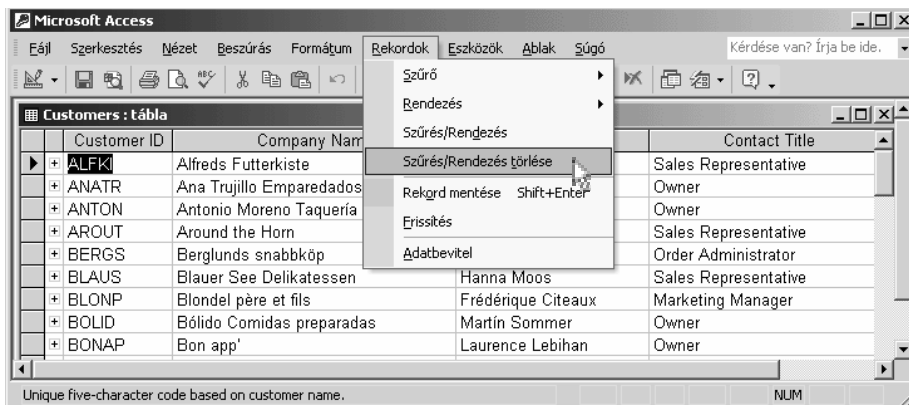 Microsoft Access
Fájl Szerkesztés Nézet Beszúrás Formátum Rekordok Eszközök Ablak Súgó Kérdése van? Írja be ide.
Szűrő
Rendezés
Szűrés/Rendezés
Szűrés/Rendezés törlése
Rekord mentése Shift+Enter
Frissítés
Adatbevitel
Customers : tábla
Customer ID Company Nam Contact Title
ALFKI Alfreds Futterkiste Sales Representative
ANATR Ana Trujillo Emparedados Owner
ANTON Antonio Moreno Taquería Owner
AROUT Around the Horn Sales Representative
BERGS Berglunds snabbköp Order Administrator
BLAUS Blauer See Delikatessen Hanna Moos Sales Representative
BLONP Blondel père et fils Frédérique Citeaux Marketing Manager
BOLID Bólido Comidas preparadas Martín Sommer Owner
BONAP Bon app' Laurence Lebihan Owner
Unique five-character code based on customer name. NUM